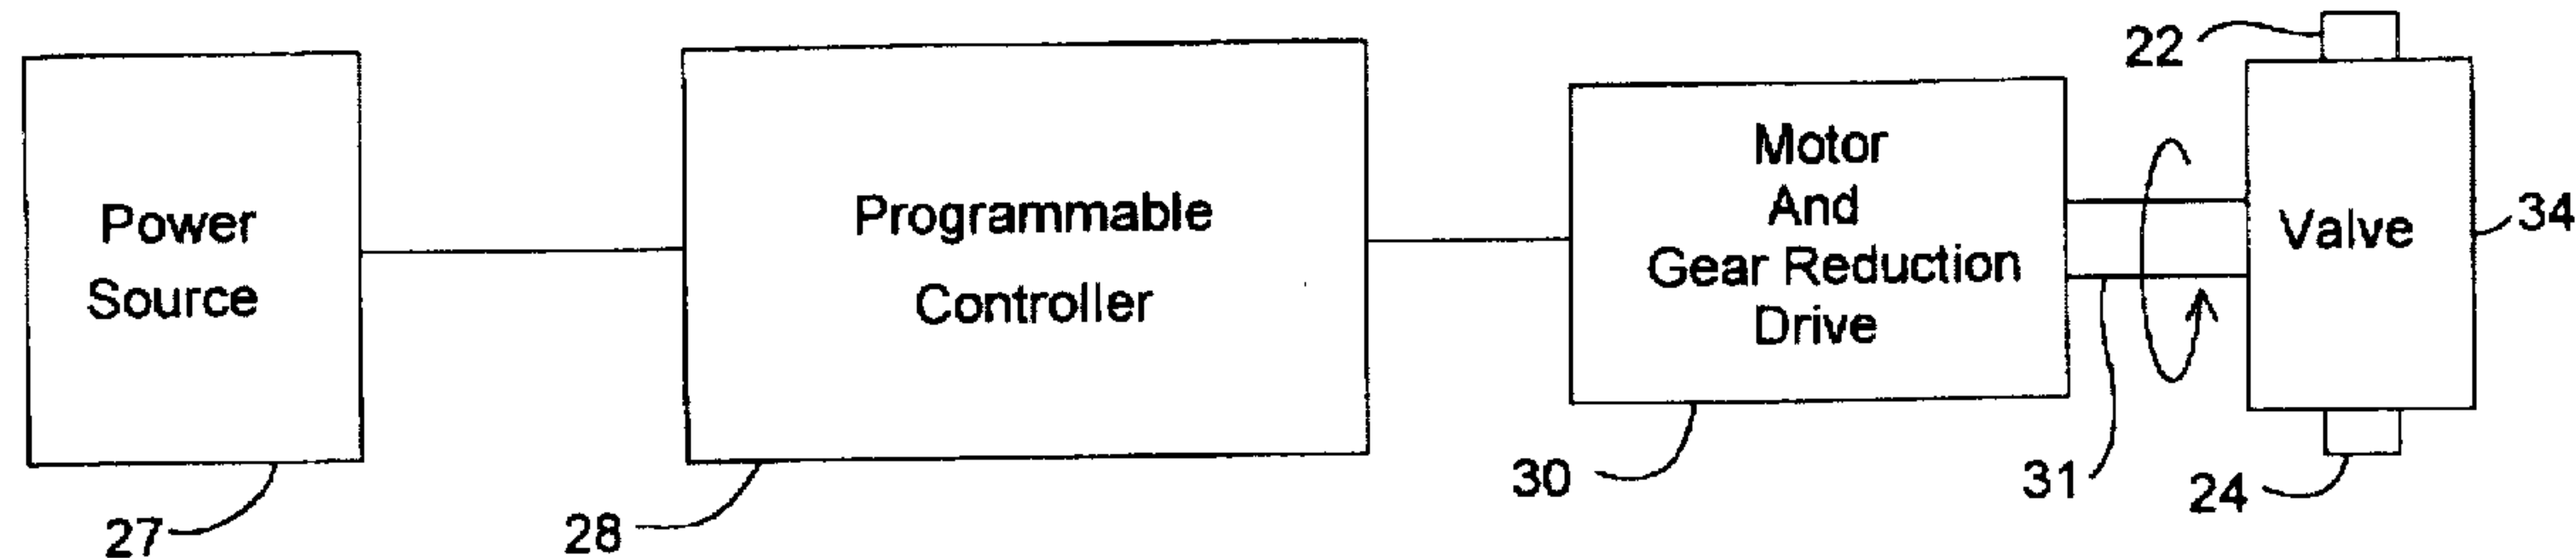 Power
Source
27
Programmable
Controller
28
Motor
And
Gear Reduction
Drive
30
31
22
Valve
34
24